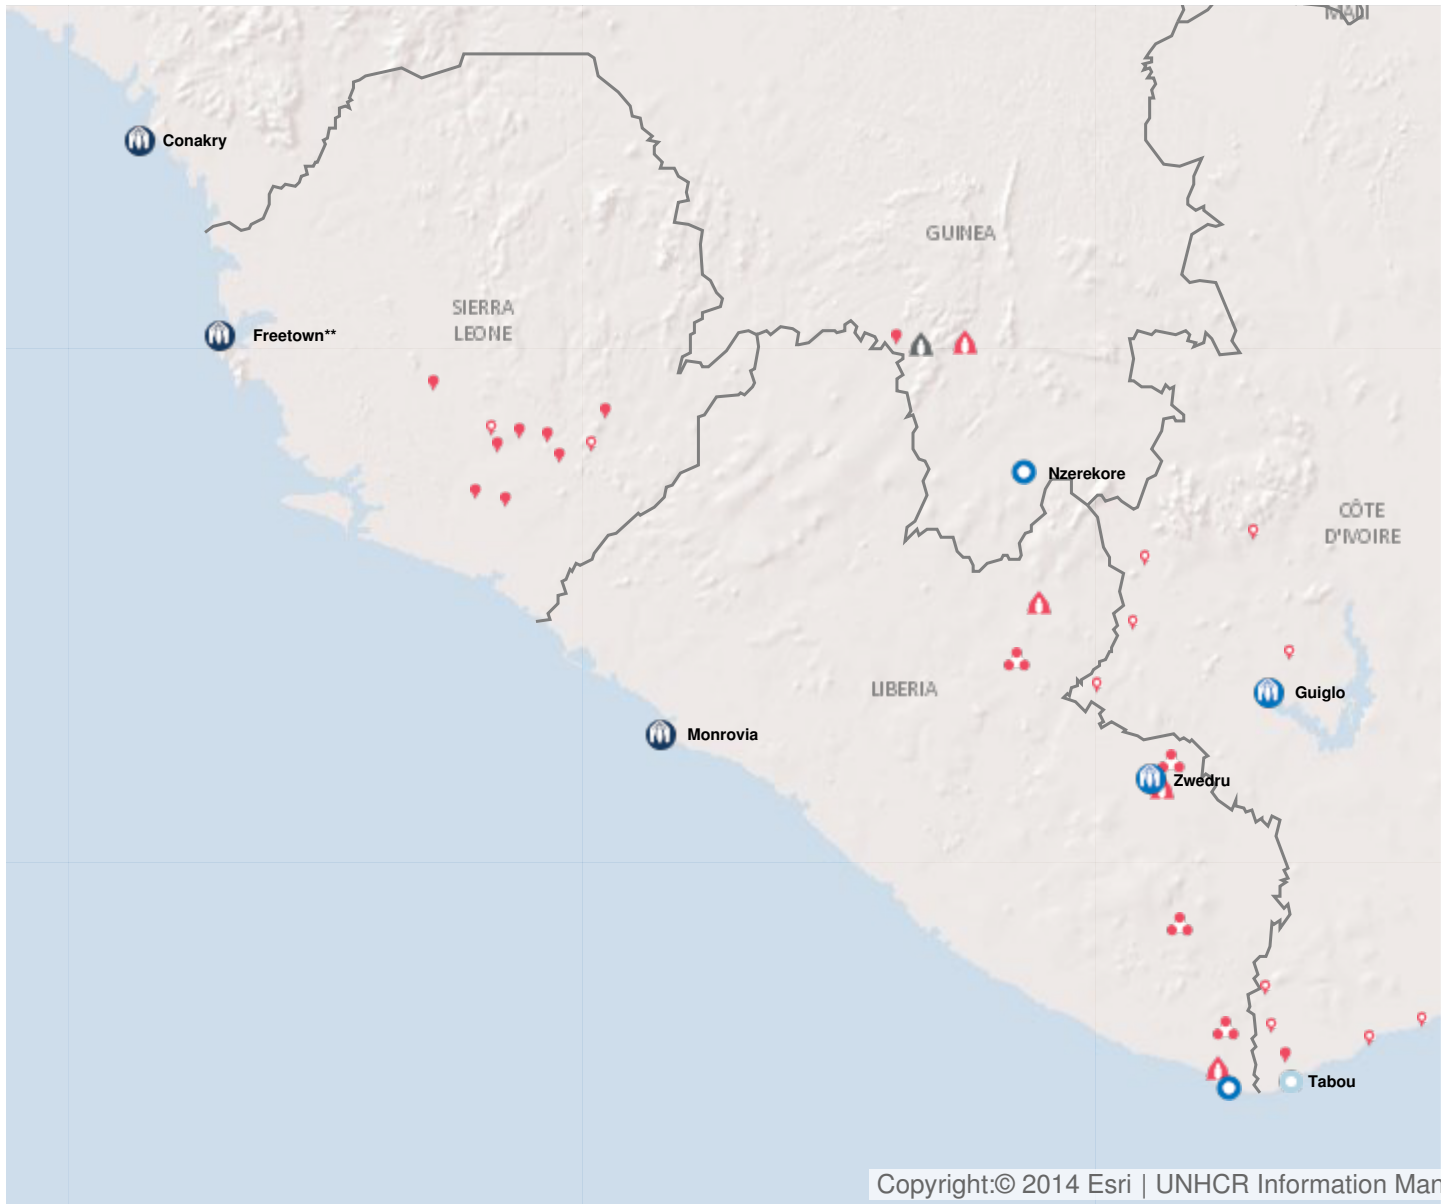 MALI
Conakry
GUINEA
SIERRA
LEONE
Freetown**
Nzerekore
CÔTE
D'IVOIRE
LIBERIA
Guiglo
Monrovia
Zwedru
Tabou
Copyright:© 2014 Esri | UNHCR Information Man